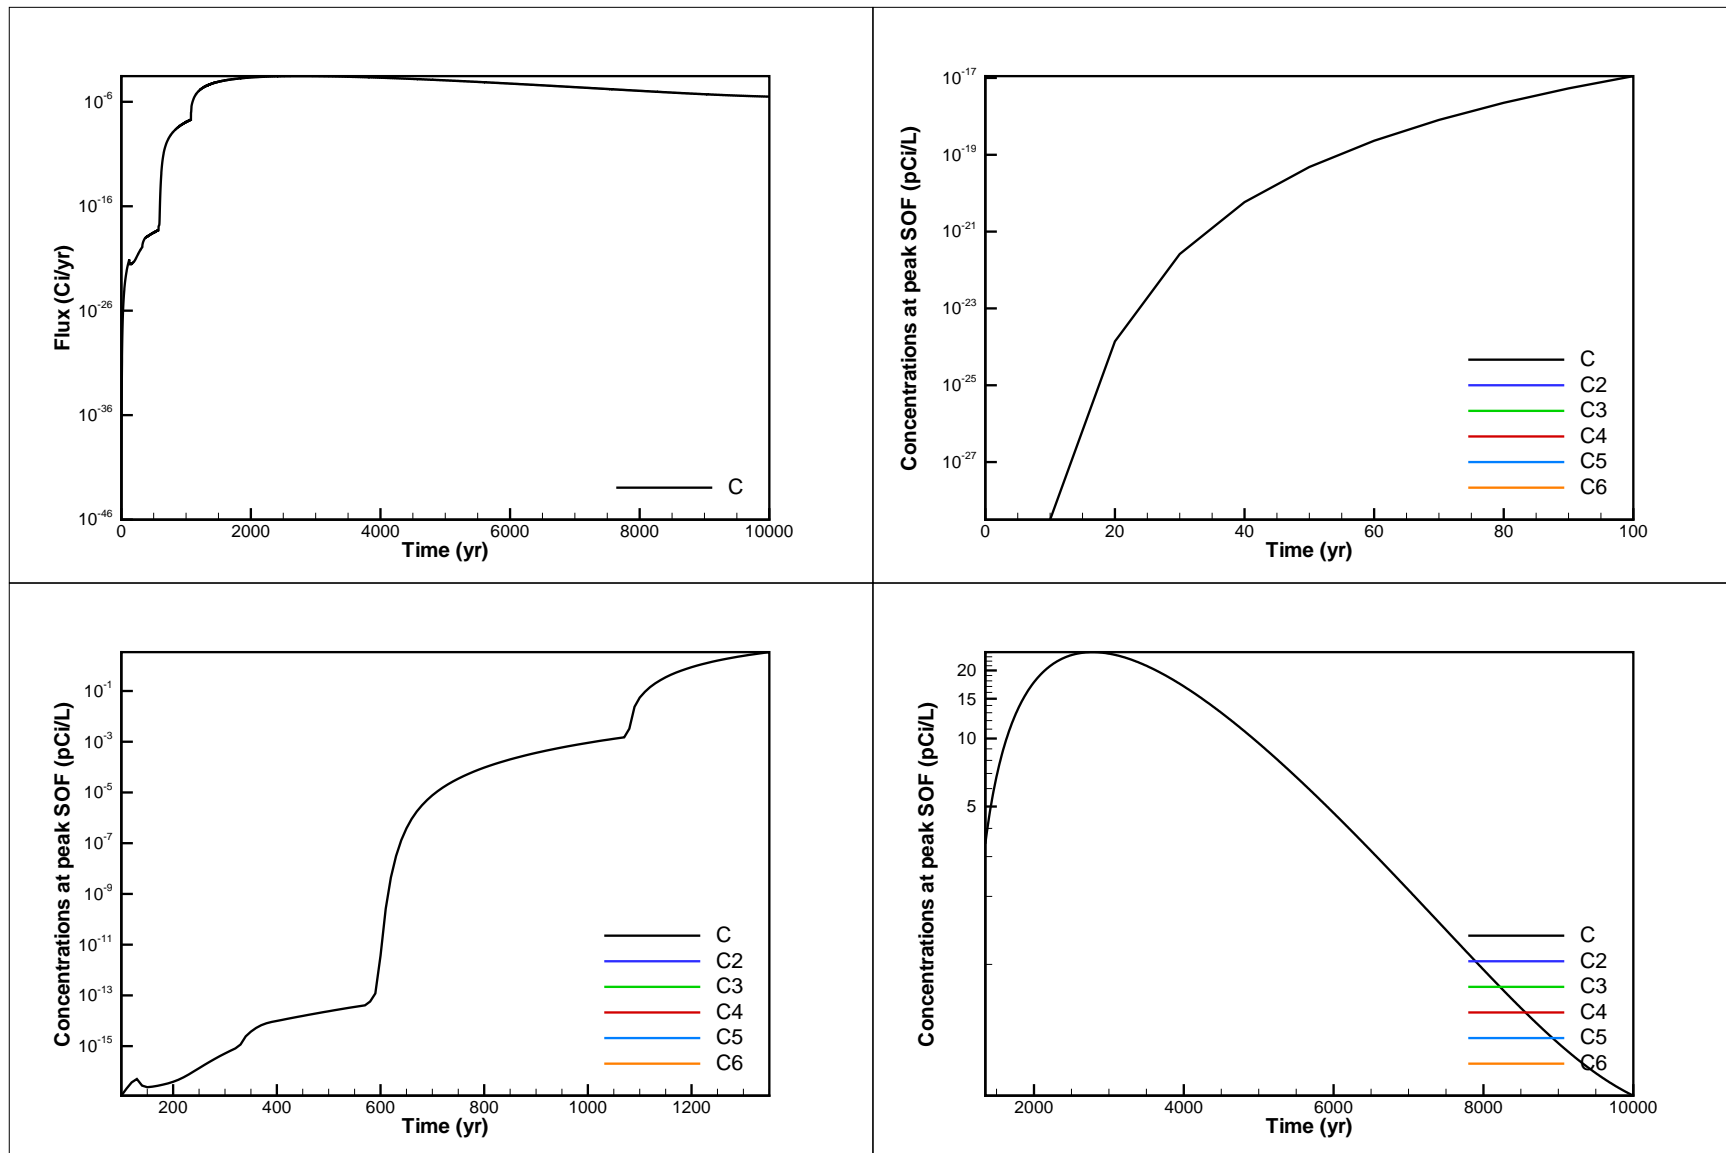 Flux (Ci/yr)
10-6
10-16
10-26
10-36
10-46
0 2000 4000 6000 8000 10000
Time (yr)
C
Concentrations at peak SOF (pCi/L)
10-17
10-19
10-21
10-23
10-25
10-27
0 20 40 60 80 100
Time (yr)
C
C2
C3
C4
C5
C6
Concentrations at peak SOF (pCi/L)
10-1
10-3
10-5
10-7
10-9
10-11
10-13
10-15
200 400 600 800 1000 1200
Time (yr)
C
C2
C3
C4
C5
C6
Concentrations at peak SOF (pCi/L)
20
15
10
5
2000 4000 6000 8000 10000
Time (yr)
C
C2
C3
C4
C5
C6